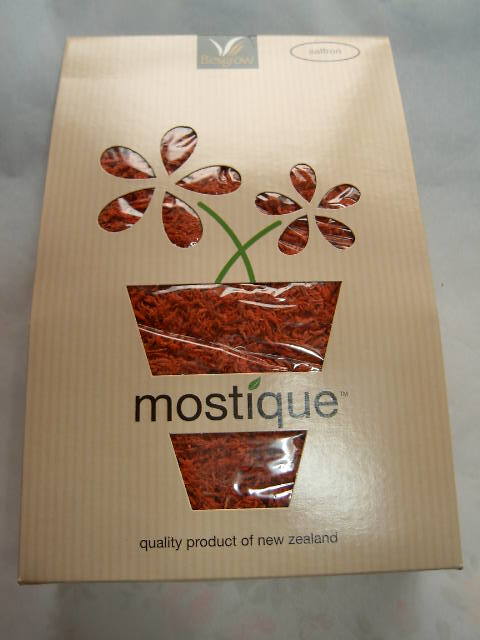 Besgrow
saffron
mostique™
quality product of new zealand